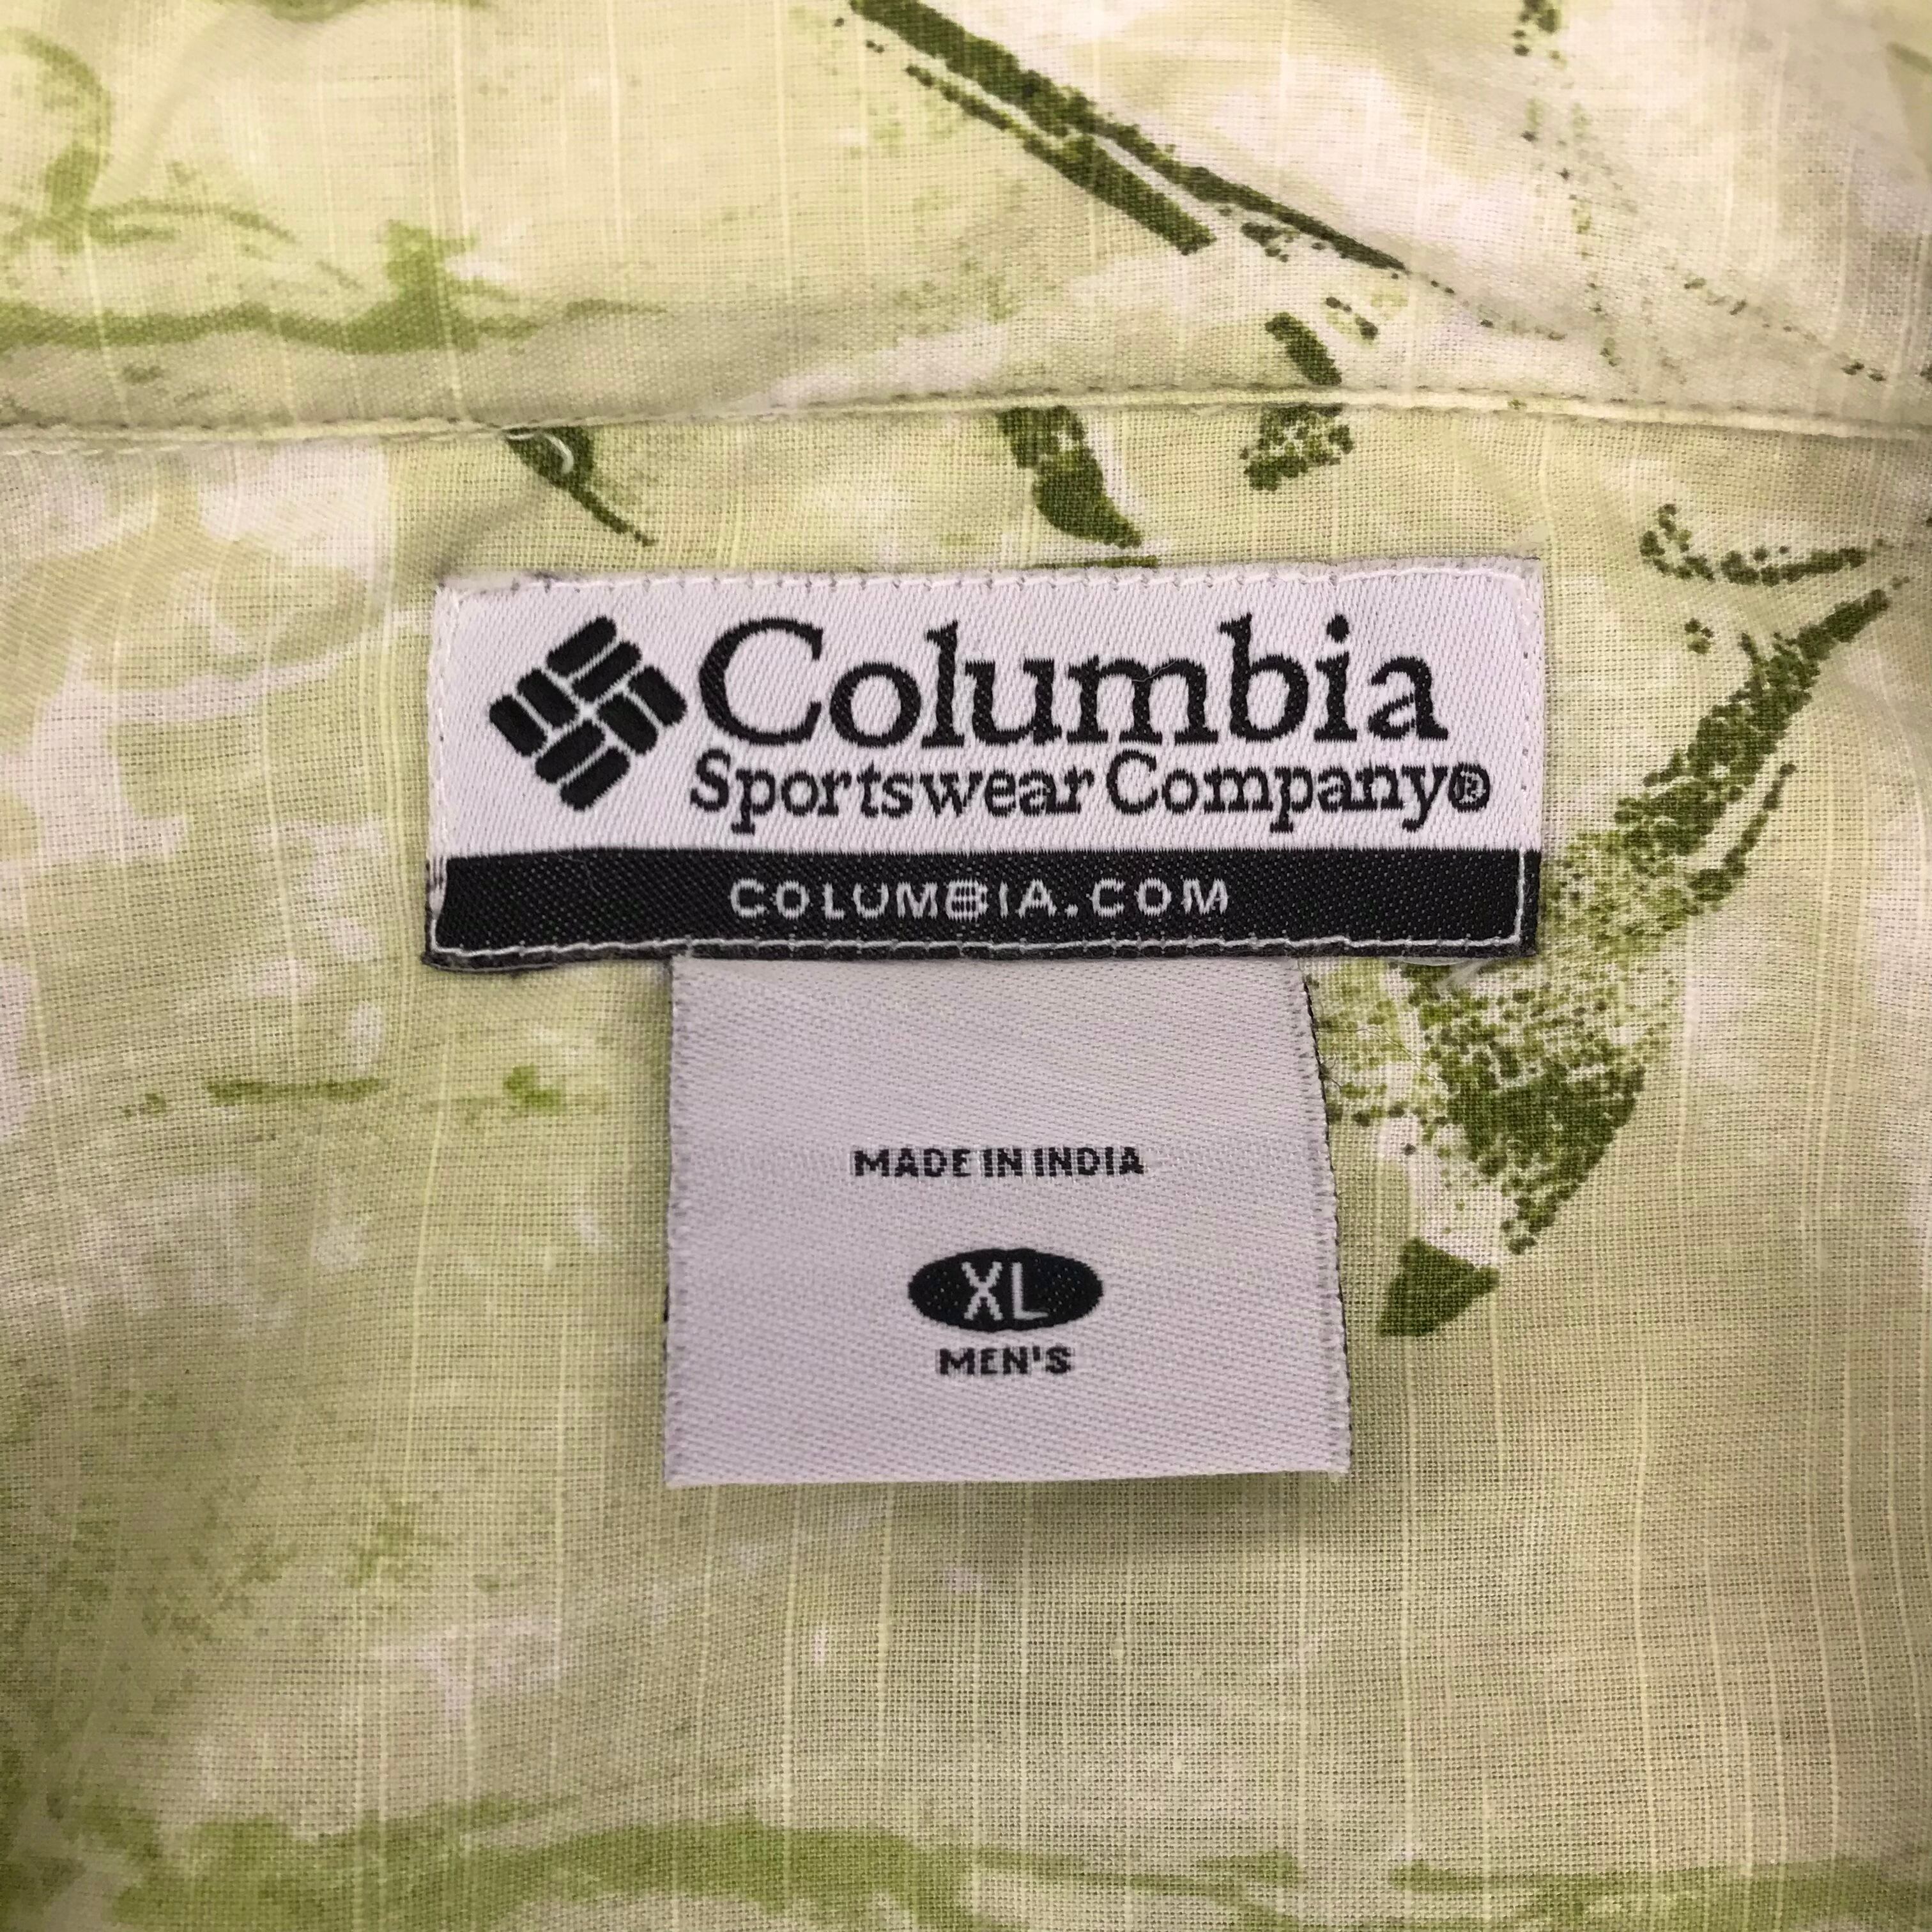 Columbia
Sportswear Company®
COLUMBIA.COM
MADE IN INDIA
XL
MEN'S